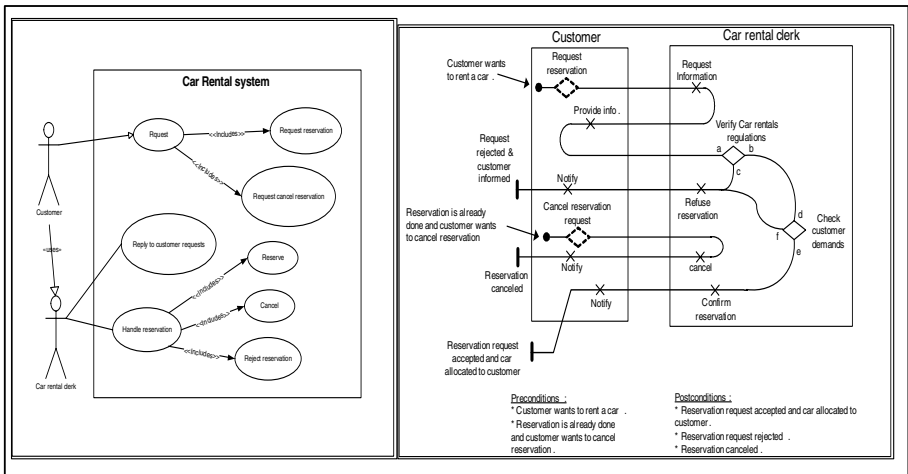 Car Rental system
Rquest
<<Includes>>
Request reservation
<<Includes>>
Request cancel reservation
Customer
«uses»
Reply to customer requests
Reserve
<<Includes>>
Handle reservation
<<Includes>>
Cancel
<<Includes>>
Reject reservation
Car rental derk
Customer
Car rental derk
Customer wants
to rent a car .
Request
reservation
Request
Information
Provide info .
Verify Car rentals
regulations
a
b
c
Request
rejected &
customer
informed
Notify
Refuse
reservation
Reservation is already
done and customer wants
to cancel reservation
Cancel reservation
request
d
f
e
Check
customer
demands
Notify
cancel
Reservation
canceled
Notify
Confirm
reservation
Reservation request
accepted and car
allocated to customer
Preconditions :
* Customer wants to rent a car .
* Reservation is already done
and customer wants to cancel
reservation .
Postconditions :
* Reservation request accepted and car allocated to
customer .
* Reservation request rejected .
* Reservation canceled .